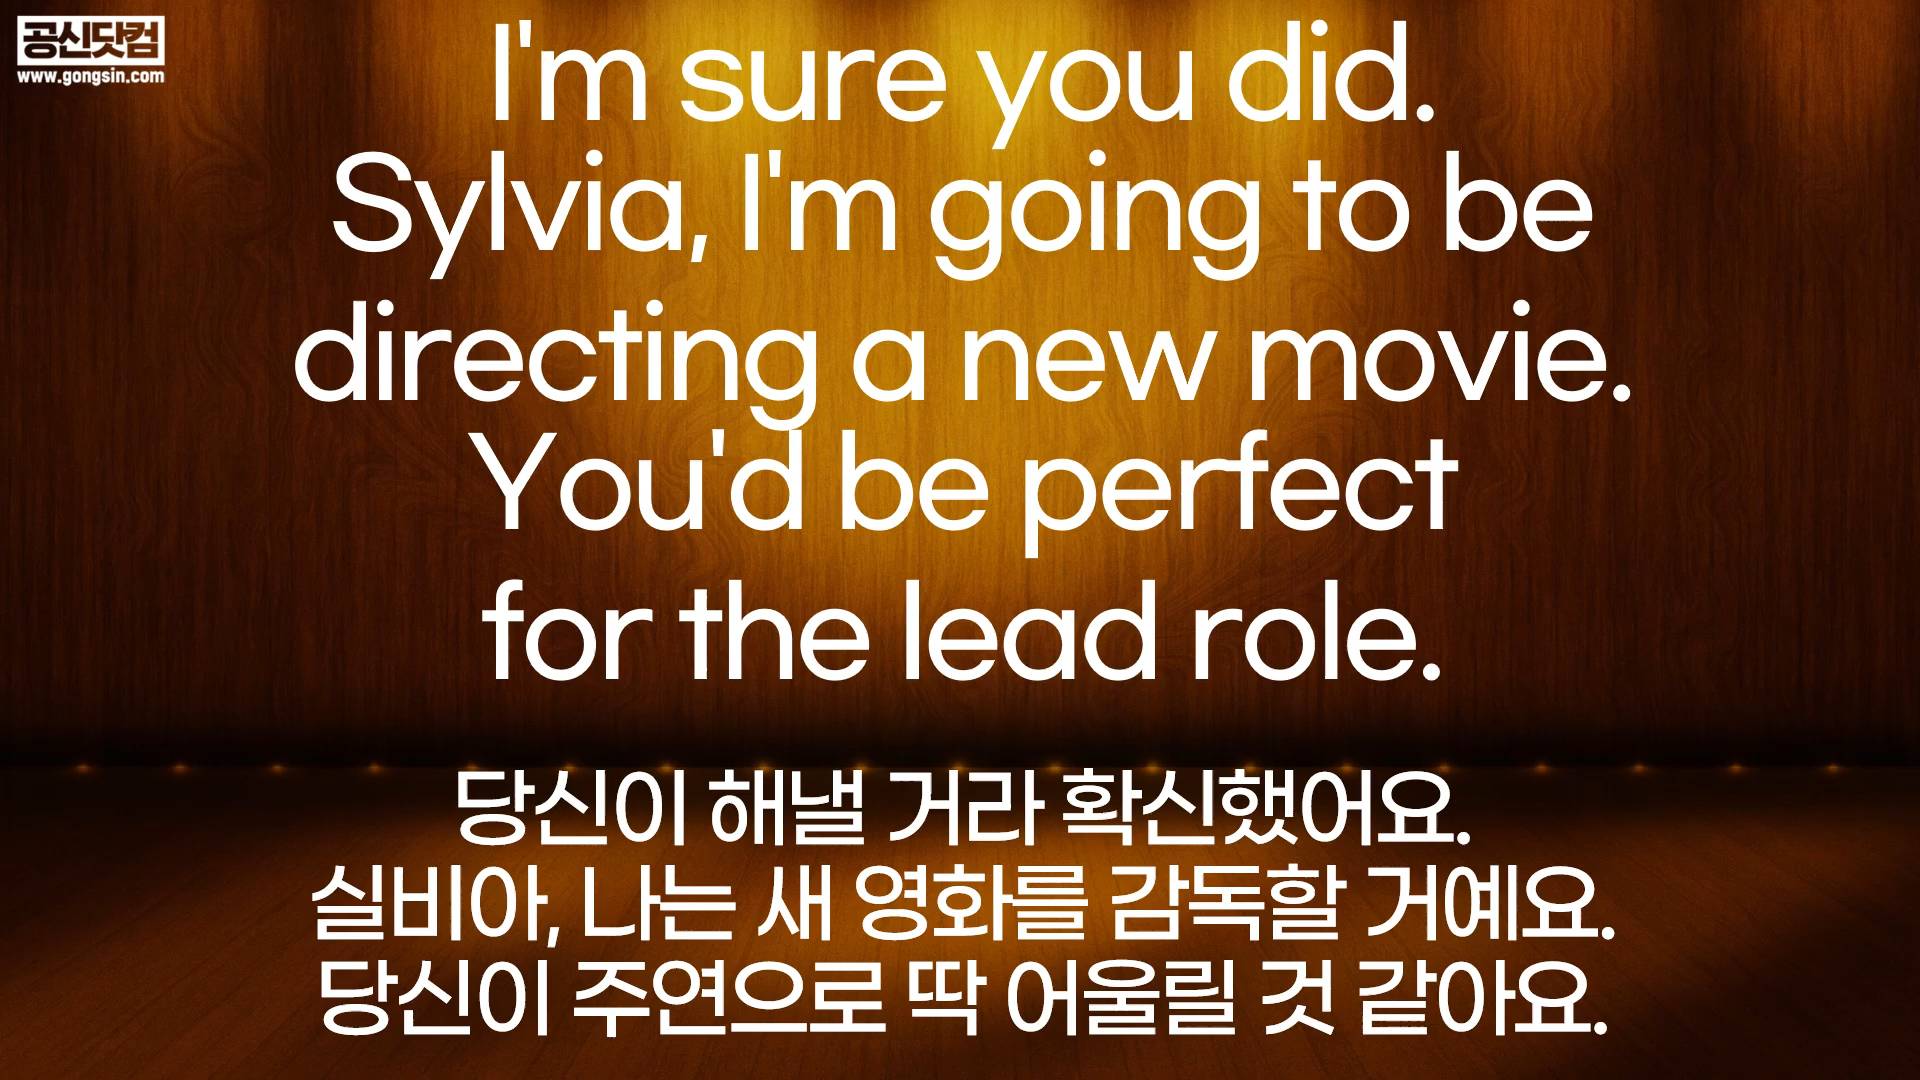 공신닷컴
www.gongsin.com
I'm sure you did.
Sylvia, I'm going to be
directing a new movie.
You'd be perfect
for the lead role.
당신이 해낼 거라 확신했어요.
실비아, 나는 새 영화를 감독할 거예요.
당신이 주연으로 딱 어울릴 것 같아요.